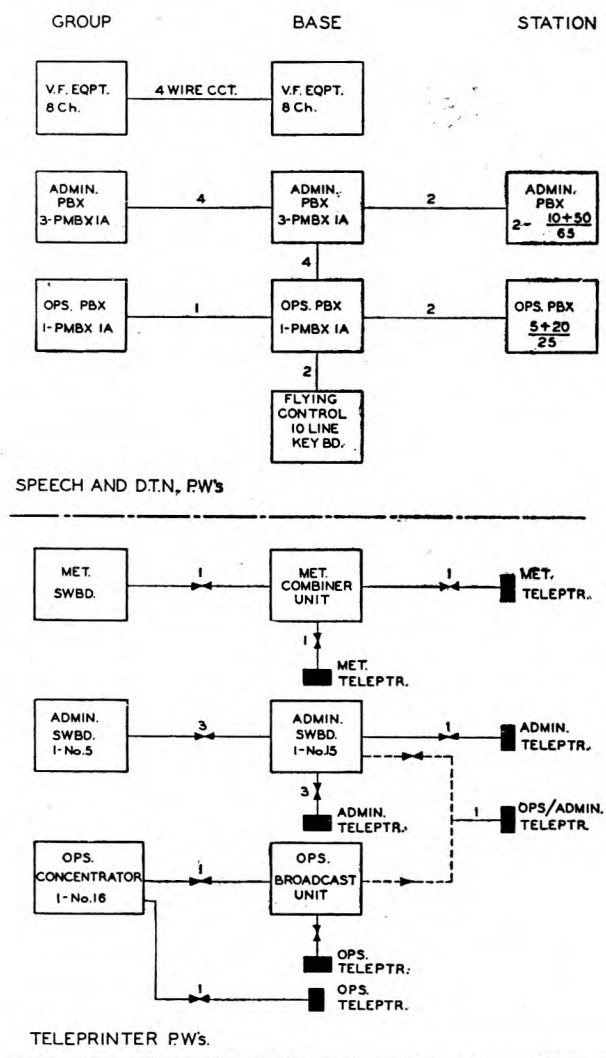 GROUP
BASE
STATION
V.F. EQPT.
8 Ch.
4 WIRE CCT.
V.F. EQPT.
8 Ch.
ADMIN.
PBX
3-PMBX 1A
4
ADMIN.
PBX
3-PMBX 1A
2
ADMIN.
PBX
2- 10+50
65
4
OPS. PBX
1-PMBX 1A
1
OPS. PBX
1-PMBX 1A
2
OPS. PBX
5+20
25
2
FLYING
CONTROL
10 LINE
KEY BD.
SPEECH AND D.T.N. P.W's
MET.
SWBD.
1
MET.
COMBINER
UNIT
1
MET.
TELEPTR.
1
MET.
TELEPTR.
ADMIN.
SWBD.
1-No.5
3
ADMIN.
SWBD.
1-No.15
1
ADMIN.
TELEPTR.
3
ADMIN.
TELEPTR.
1
OPS/ADMIN.
TELEPTR.
OPS.
CONCENTRATOR
1-No.16
1
OPS.
BROADCAST
UNIT
OPS.
TELEPTR.
1
OPS.
TELEPTR.
TELEPRINTER P.W's.